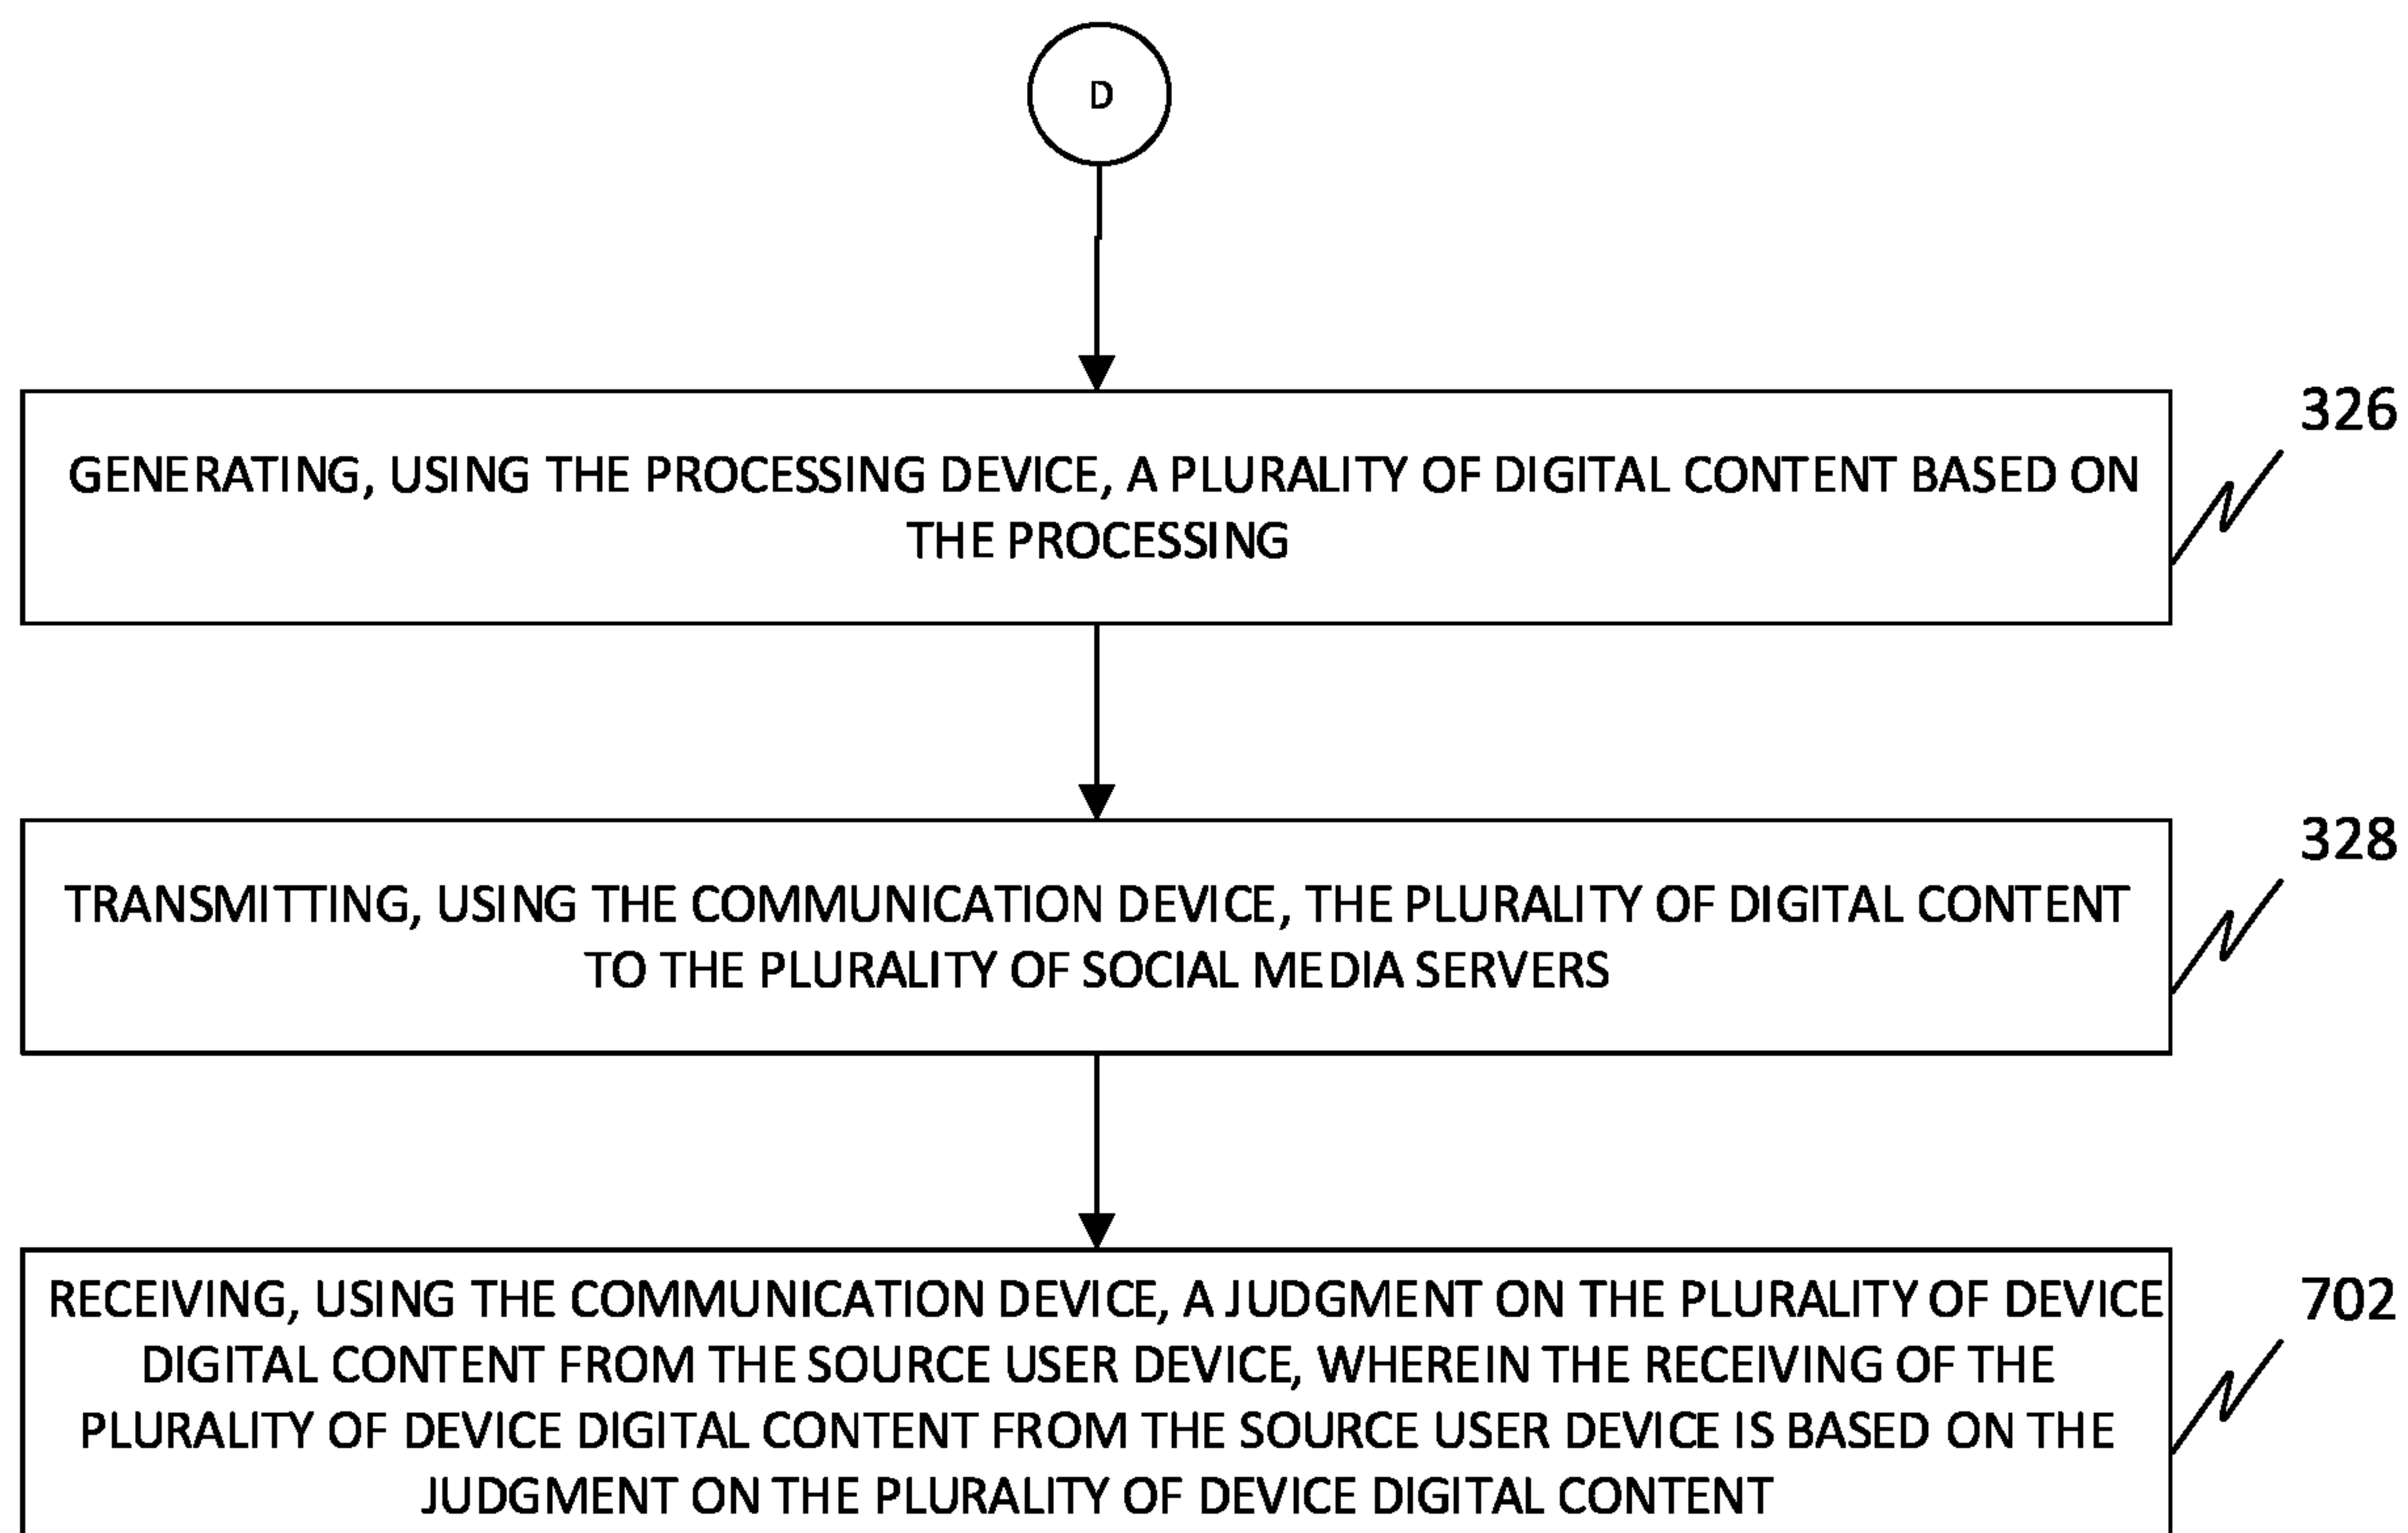 D
326
GENERATING, USING THE PROCESSING DEVICE, A PLURALITY OF DIGITAL CONTENT BASED ON
THE PROCESSING
328
TRANSMITTING, USING THE COMMUNICATION DEVICE, THE PLURALITY OF DIGITAL CONTENT
TO THE PLURALITY OF SOCIAL MEDIA SERVERS
702
RECEIVING, USING THE COMMUNICATION DEVICE, A JUDGMENT ON THE PLURALITY OF DEVICE
DIGITAL CONTENT FROM THE SOURCE USER DEVICE, WHEREIN THE RECEIVING OF THE
PLURALITY OF DEVICE DIGITAL CONTENT FROM THE SOURCE USER DEVICE IS BASED ON THE
JUDGMENT ON THE PLURALITY OF DEVICE DIGITAL CONTENT